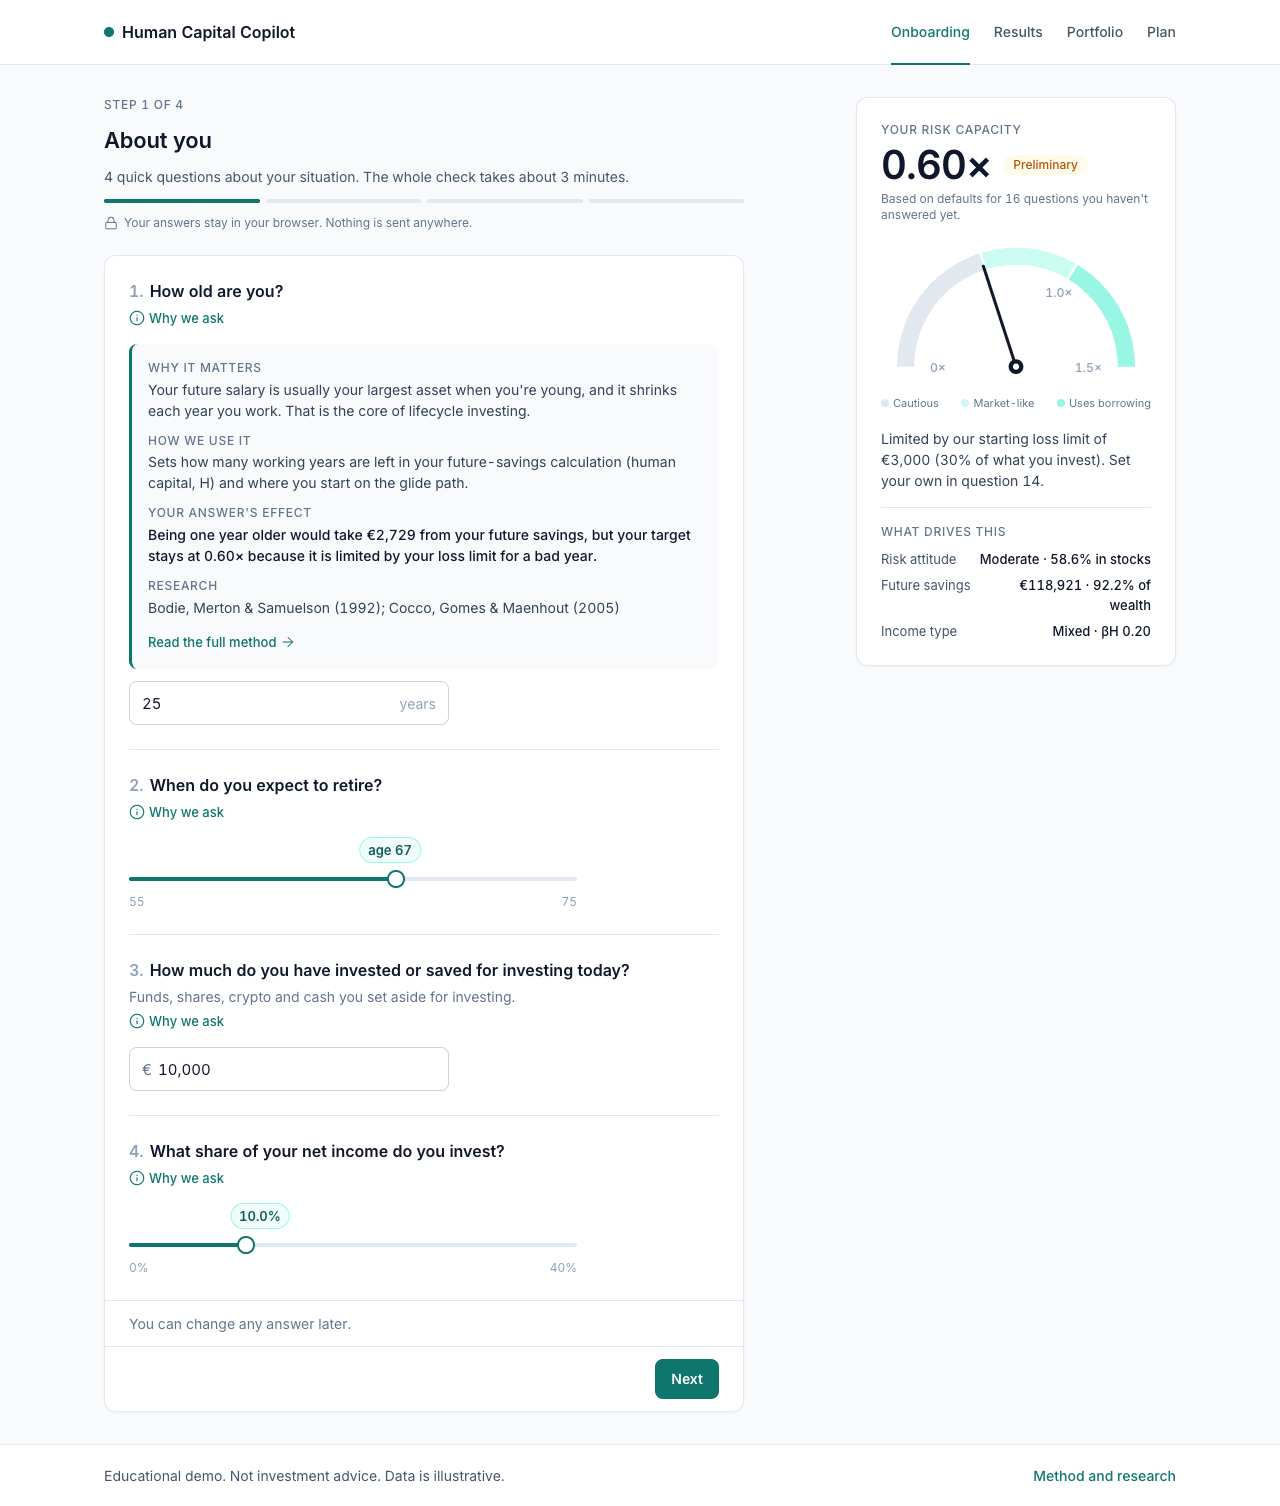 Human Capital Copilot
Onboarding Results Portfolio Plan
STEP 1 OF 4
About you
4 quick questions about your situation. The whole check takes about 3 minutes.
Your answers stay in your browser. Nothing is sent anywhere.
1. How old are you?
Why we ask
WHY IT MATTERS
Your future salary is usually your largest asset when you're young, and it shrinks
each year you work. That is the core of lifecycle investing.
HOW WE USE IT
Sets how many working years are left in your future-savings calculation (human
capital, H) and where you start on the glide path.
YOUR ANSWER'S EFFECT
Being one year older would take €2,729 from your future savings, but your target
stays at 0.60× because it is limited by your loss limit for a bad year.
RESEARCH
Bodie, Merton & Samuelson (1992); Cocco, Gomes & Maenhout (2005)
Read the full method →
25 years
2. When do you expect to retire?
Why we ask
age 67
55 75
3. How much do you have invested or saved for investing today?
Funds, shares, crypto and cash you set aside for investing.
Why we ask
€ 10,000
4. What share of your net income do you invest?
Why we ask
10.0%
0% 40%
You can change any answer later.
Next
YOUR RISK CAPACITY
0.60× Preliminary
Based on defaults for 16 questions you haven't
answered yet.
1.0×
0× 1.5×
Cautious Market-like Uses borrowing
Limited by our starting loss limit of
€3,000 (30% of what you invest). Set
your own in question 14.
WHAT DRIVES THIS
Risk attitude Moderate · 58.6% in stocks
Future savings €118,921 · 92.2% of
wealth
Income type Mixed · βH 0.20
Educational demo. Not investment advice. Data is illustrative.
Method and research